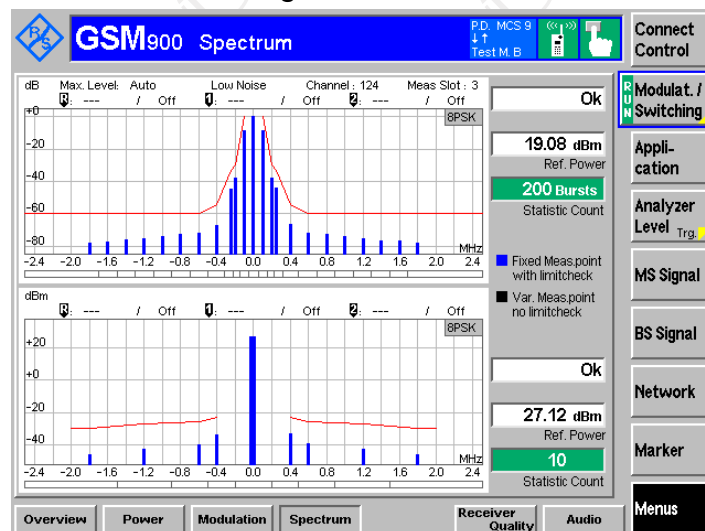 R&S
GSM900 Spectrum
P.D. MCS 9
↓↑
Test M. B
Connect
Control
dB Max. Level: Auto Low Noise Channel : 124 Meas Slot : 3
R: --- / Off 1: --- / Off 2: --- / Off
8PSK
+0
-20
-40
-60
-80
MHz
-2.4 -2.0 -1.6 -1.2 -0.8 -0.4 0.0 0.4 0.8 1.2 1.6 2.0 2.4
Ok
19.08 dBm
Ref. Power
200 Bursts
Statistic Count
Fixed Meas.point
with limitcheck
Var. Meas.point
no limitcheck
dBm
R: --- / Off 1: --- / Off 2: --- / Off
8PSK
+20
+0
-20
-40
MHz
-2.4 -2.0 -1.6 -1.2 -0.8 -0.4 0.0 0.4 0.8 1.2 1.6 2.0 2.4
Ok
27.12 dBm
Ref. Power
10
Statistic Count
RUN
Modulat. /
Switching
Appli-
cation
Analyzer
Level Trg.
MS Signal
BS Signal
Network
Marker
Menus
Overview Power Modulation Spectrum Receiver
Quality Audio